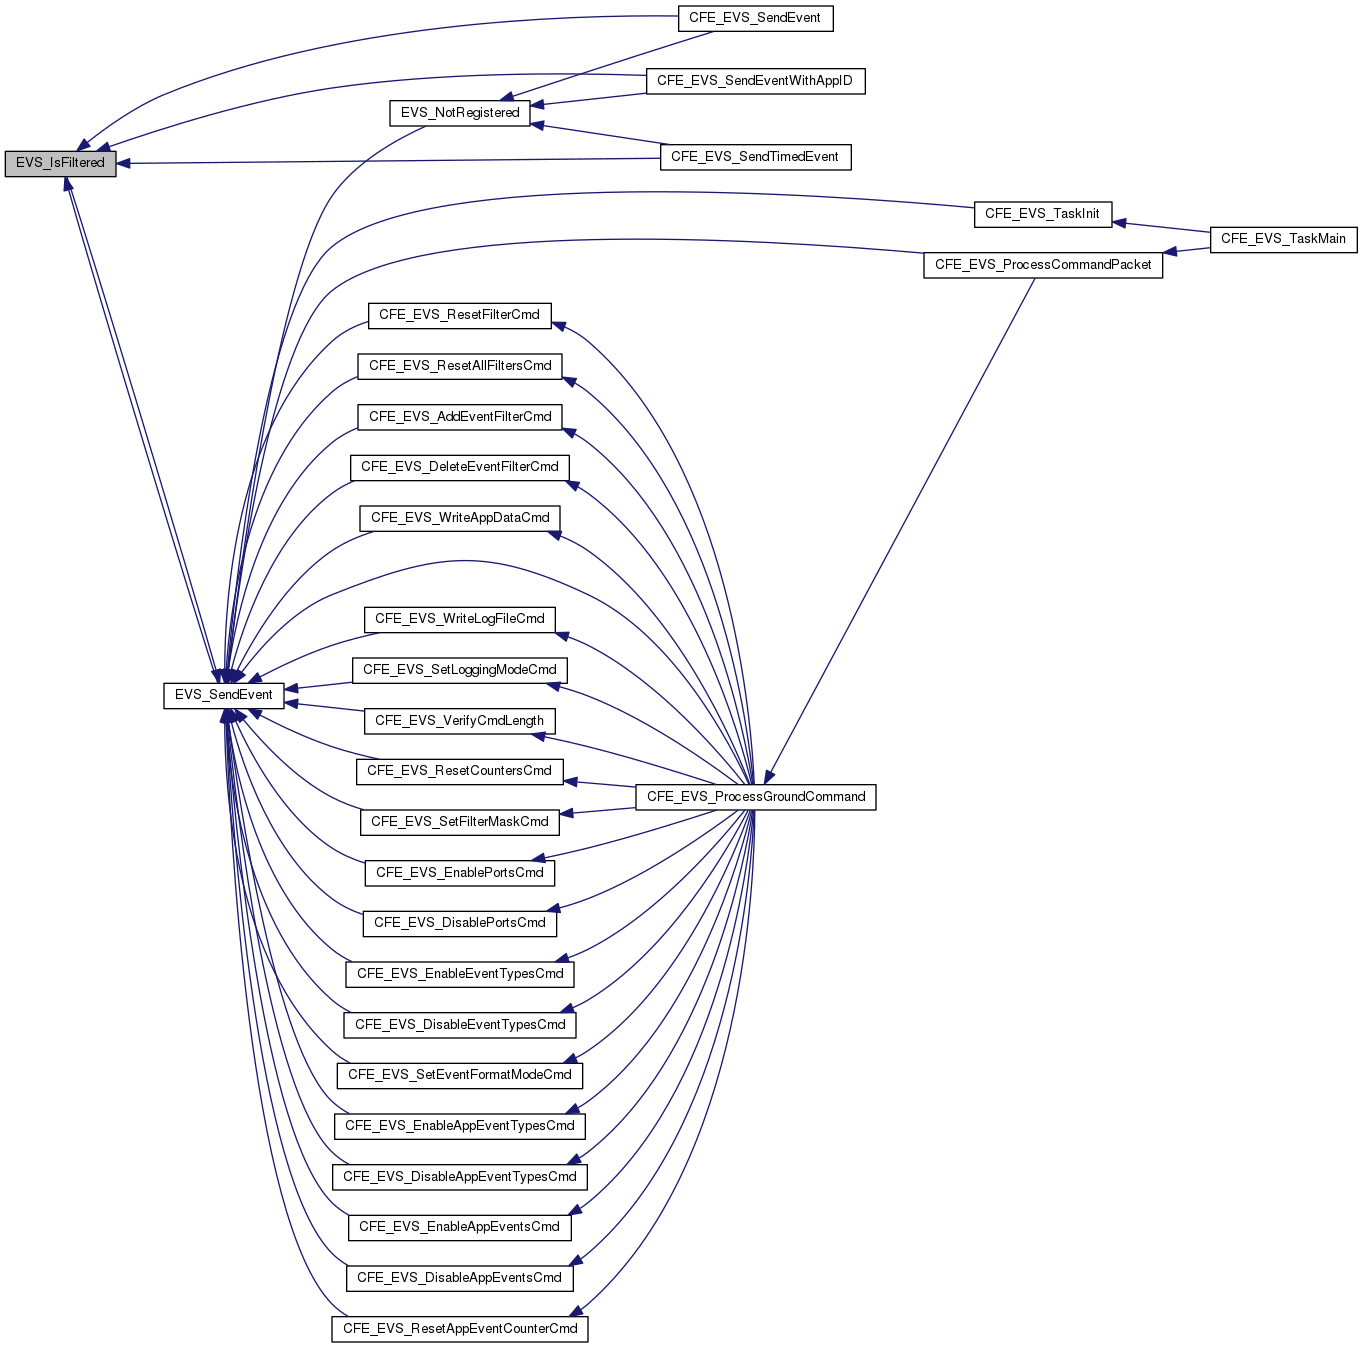 CFE_EVS_SendEvent
CFE_EVS_SendEventWithAppID
EVS_NotRegistered
CFE_EVS_SendTimedEvent
EVS_IsFiltered
CFE_EVS_TaskInit
CFE_EVS_TaskMain
CFE_EVS_ProcessCommandPacket
CFE_EVS_ResetFilterCmd
CFE_EVS_ResetAllFiltersCmd
CFE_EVS_AddEventFilterCmd
CFE_EVS_DeleteEventFilterCmd
CFE_EVS_WriteAppDataCmd
CFE_EVS_WriteLogFileCmd
CFE_EVS_SetLoggingModeCmd
EVS_SendEvent
CFE_EVS_VerifyCmdLength
CFE_EVS_ResetCountersCmd
CFE_EVS_ProcessGroundCommand
CFE_EVS_SetFilterMaskCmd
CFE_EVS_EnablePortsCmd
CFE_EVS_DisablePortsCmd
CFE_EVS_EnableEventTypesCmd
CFE_EVS_DisableEventTypesCmd
CFE_EVS_SetEventFormatModeCmd
CFE_EVS_EnableAppEventTypesCmd
CFE_EVS_DisableAppEventTypesCmd
CFE_EVS_EnableAppEventsCmd
CFE_EVS_DisableAppEventsCmd
CFE_EVS_ResetAppEventCounterCmd